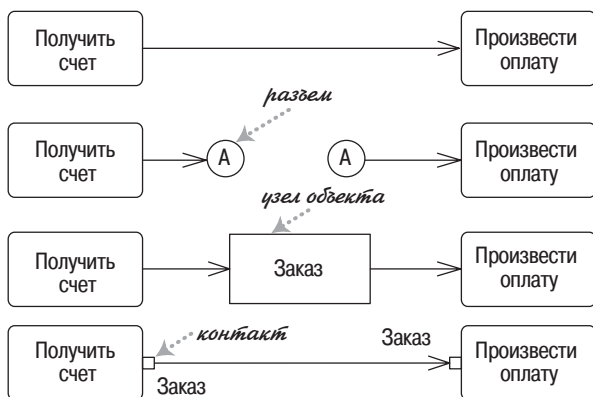 Получить
счет
Произвести
оплату
разъем
Получить
счет
А
А
Произвести
оплату
узел объекта
Получить
счет
Заказ
Произвести
оплату
контакт
Получить
счет
Заказ
Заказ
Произвести
оплату